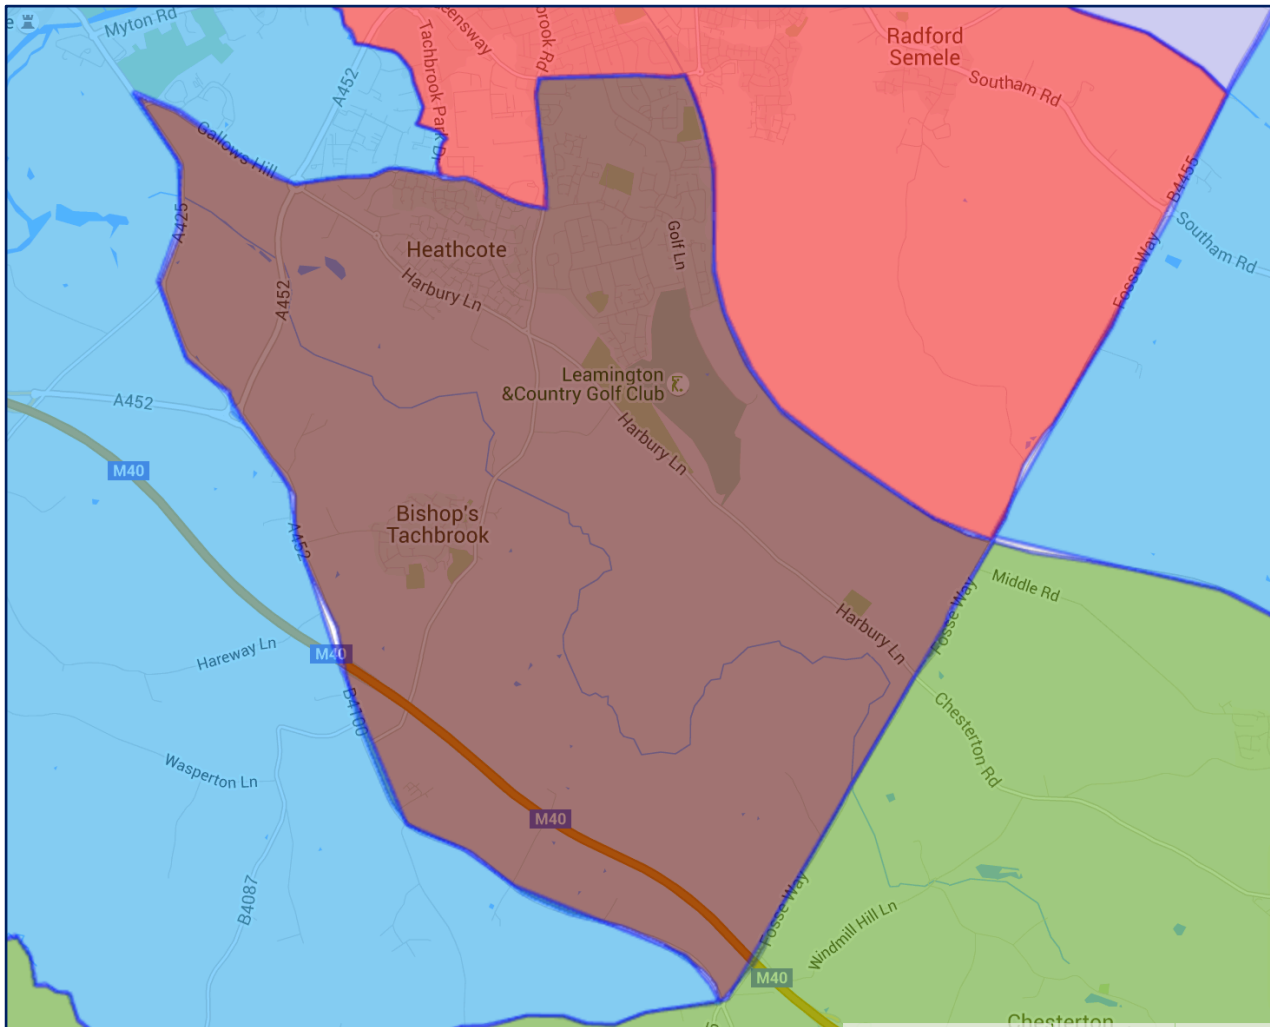 e
Myton Rd
eensway
brook Rd
Tachbrook Park Dr
A452
Radford
Semele
Southam Rd
Gallows Hill
B4455
A425
Southam Rd
Golf Ln
Heathcote
Fosse Way
Harbury Ln
A452
Leamington
&Country Golf Club
A452
Harbury Ln
M40
Bishop's
Tachbrook
A452
Middle Rd
Fosse Way
Harbury Ln
Hareway Ln
M40
B4100
Chesterton Rd
Wasperton Ln
M40
B4087
Fosse Way
Windmill Hill Ln
M40
Chesterton